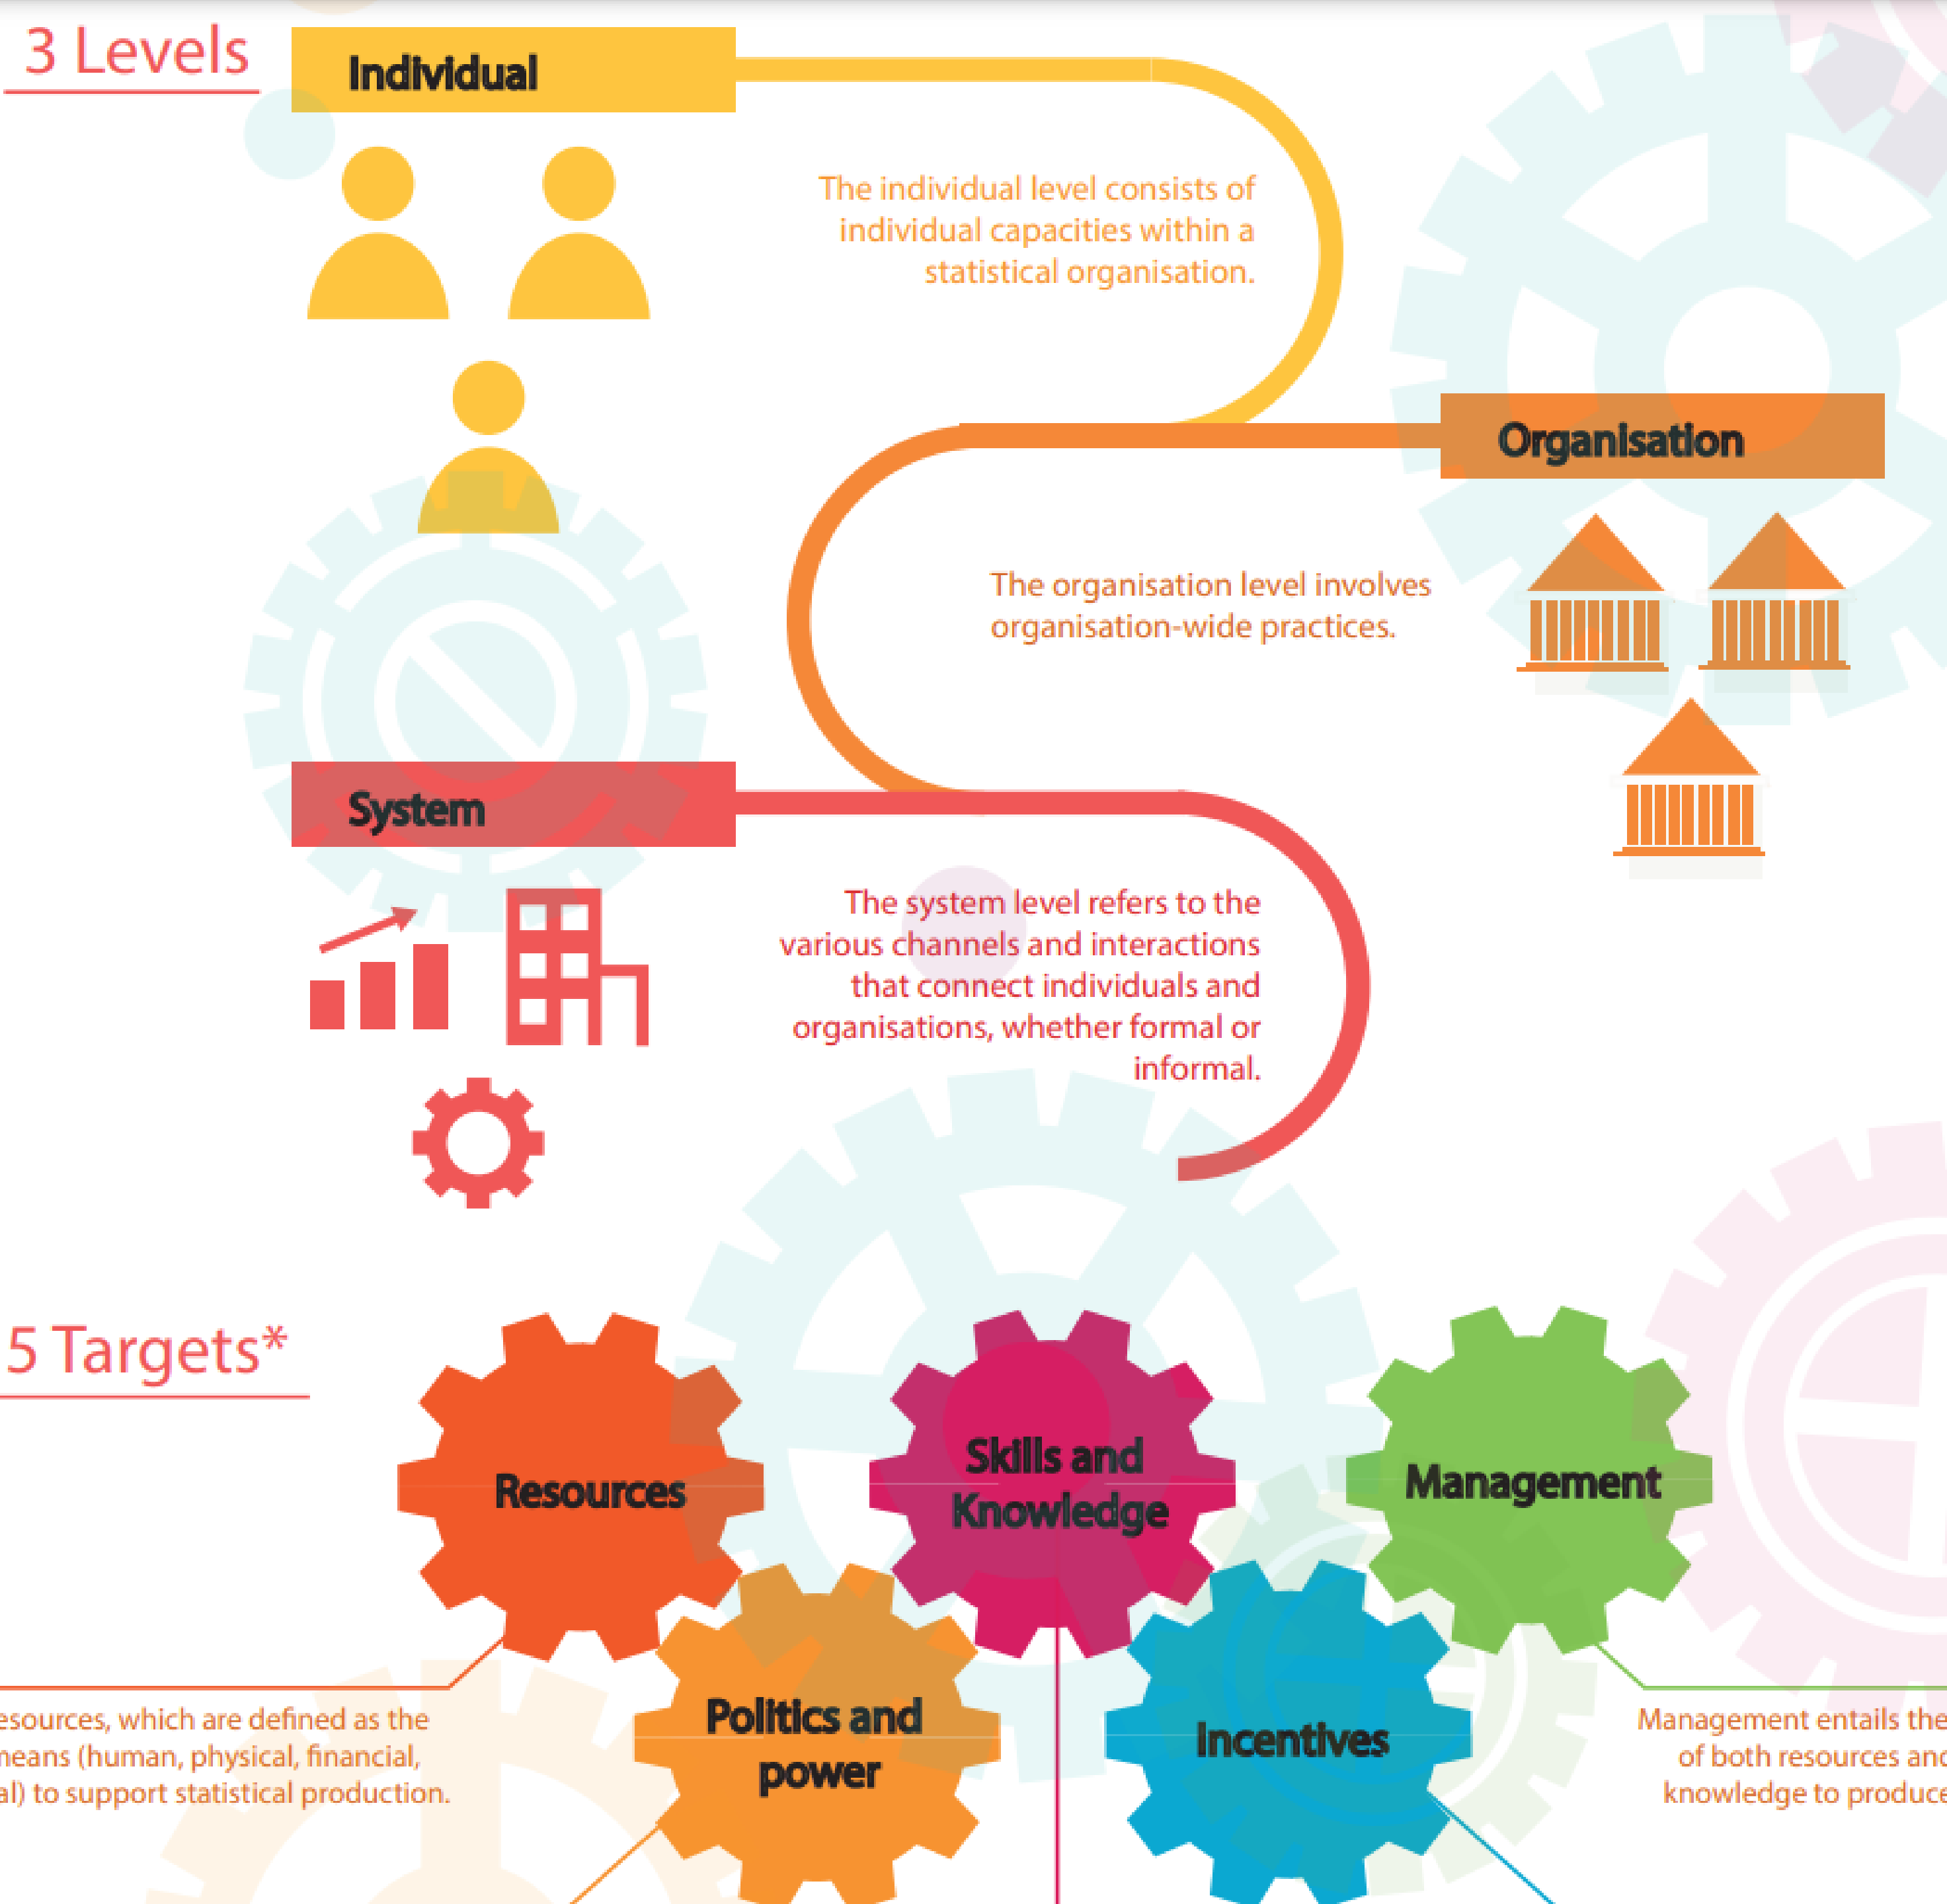 3 Levels
Individual
The individual level consists of
individual capacities within a
statistical organisation.
Organisation
The organisation level involves
organisation-wide practices.
System
The system level refers to the
various channels and interactions
that connect individuals and
organisations, whether formal or
informal.
5 Targets*
Resources
Skills and
Knowledge
Management
Politics and
power
Incentives
which are defined as the
(human, physical, financial,
to support statistical production.
Management entails the
of both resources and
knowledge to produce